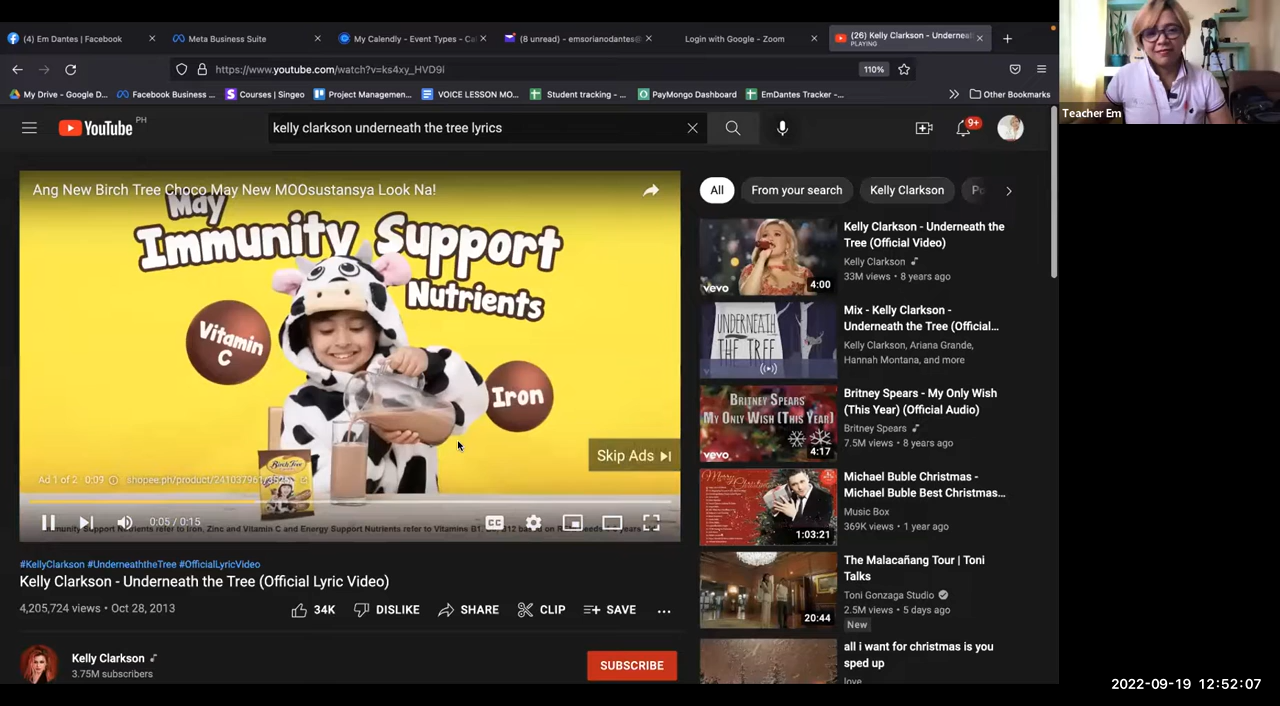 (4) Em Dantes | Facebook
Meta Business Suite
My Calendly - Event Types -
(8 unread) - emsorianodantes@
Login with Google - Zoom
(26) Kelly Clarkson - Underneat
PLAYING
https://www.youtube.com/watch?v=ks4xy_HVD9i
110%
My Drive - Google D...
Facebook Business ...
Courses | Singeo
Project Managemen...
VOICE LESSON MO...
Student tracking - ...
PayMongo Dashboard
EmDantes Tracker -...
Other Bookmarks
Teacher Em
YouTube PH
kelly clarkson underneath the tree lyrics
9+
Ang New Birch Tree Choco May New MOOsustansya Look Na!
May
Immunity Support
Nutrients
Vitamin
C
Iron
Birch Tree
Skip Ads
Ad 1 of 2 · 0:09
0:05 / 0:15
#KellyClarkson #UnderneaththeTree #OfficialLyricVideo
Kelly Clarkson - Underneath the Tree (Official Lyric Video)
4,205,724 views • Oct 28, 2013
34K
DISLIKE
SHARE
CLIP
SAVE
Kelly Clarkson
3.75M subscribers
SUBSCRIBE
All
From your search
Kelly Clarkson
Po
Kelly Clarkson - Underneath the
Tree (Official Video)
Kelly Clarkson
33M views • 8 years ago
vevo
4:00
Mix - Kelly Clarkson -
Underneath the Tree (Official...
Kelly Clarkson, Ariana Grande,
Hannah Montana, and more
UNDERNEATH
THE TREE
Britney Spears - My Only Wish
(This Year) (Official Audio)
Britney Spears
7.5M views • 8 years ago
BRITNEY SPEARS
MY ONLY WISH (THIS YEAR)
vevo
4:17
Michael Buble Christmas -
Michael Buble Best Christmas...
Music Box
369K views • 1 year ago
1:03:21
The Malacañang Tour | Toni
Talks
Toni Gonzaga Studio
2.5M views • 5 days ago
New
20:44
all i want for christmas is you
sped up
love
2022-09-19 12:52:07